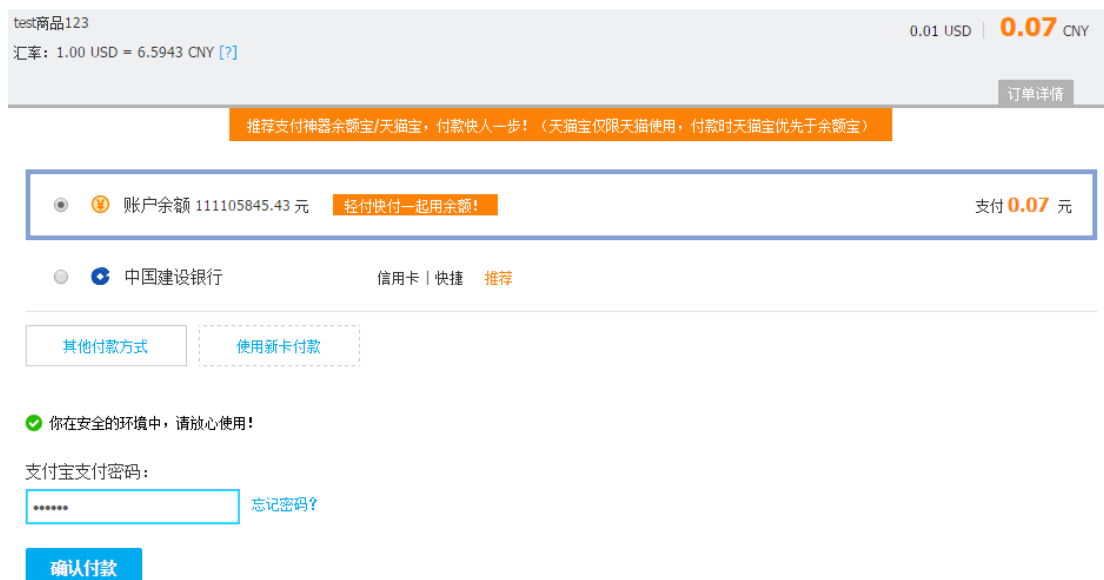 test商品123
0.01 USD | 0.07 CNY
汇率：1.00 USD = 6.5943 CNY [?]
订单详情
推荐支付神器余额宝/天猫宝，付款快人一步！（天猫宝仅限天猫使用，付款时天猫宝优先于余额宝）
账户余额 111105845.43 元 轻付快付一起用余额！ 支付 0.07 元
中国建设银行 信用卡 | 快捷 推荐
其他付款方式 使用新卡付款
你在安全的环境中，请放心使用！
支付宝支付密码：
•••••• 忘记密码?
确认付款